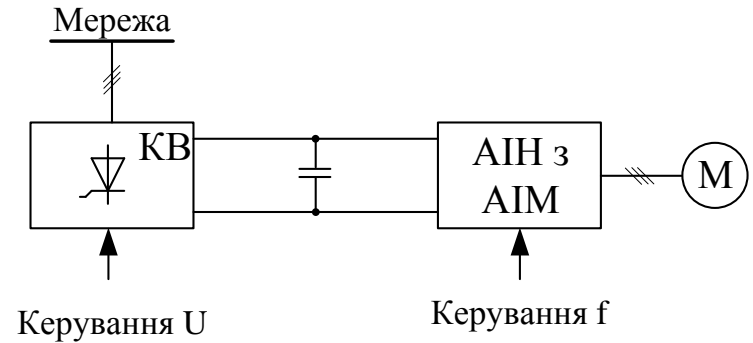 Мережа
КВ
АІН з
АІМ
М
Керування U
Керування f